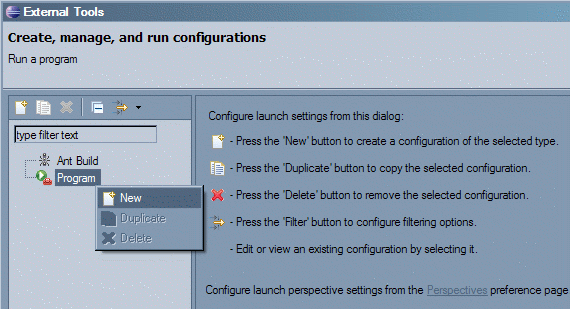 External Tools
Create, manage, and run configurations
Run a program
type filter text
Ant Build
Program
New
Duplicate
Delete
Configure launch settings from this dialog:
- Press the 'New' button to create a configuration of the selected type.
- Press the 'Duplicate' button to copy the selected configuration.
- Press the 'Delete' button to remove the selected configuration.
- Press the 'Filter' button to configure filtering options.
- Edit or view an existing configuration by selecting it.
Configure launch perspective settings from the Perspectives preference page